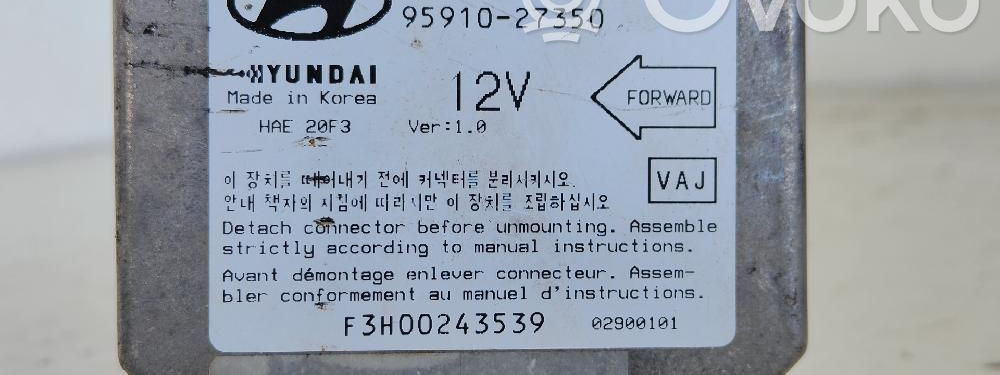 95910-27350
OVOKO
HYUNDAI
Made in Korea
12V
FORWARD
HAE 20F3
Ver:1.0
이 장치를 떼어내기 전에 커넥터를 분리시키시오.
안내 책자의 지침에 따라서만 이 장치를 조립하십시오
VAJ
Detach connector before unmounting. Assemble
strictly according to manual instructions.
Avant démontage enlever connecteur. Assem-
bler conformement au manuel d'instructions.
F3H00243539
02900101